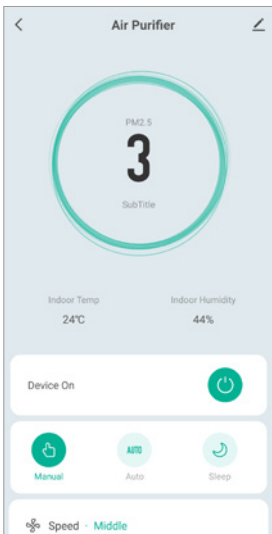 Air Purifier
PM2.5
3
SubTitle
Indoor Temp Indoor Humidity
24℃ 44%
Device On
AUTO
Manual Auto Sleep
Speed · Middle